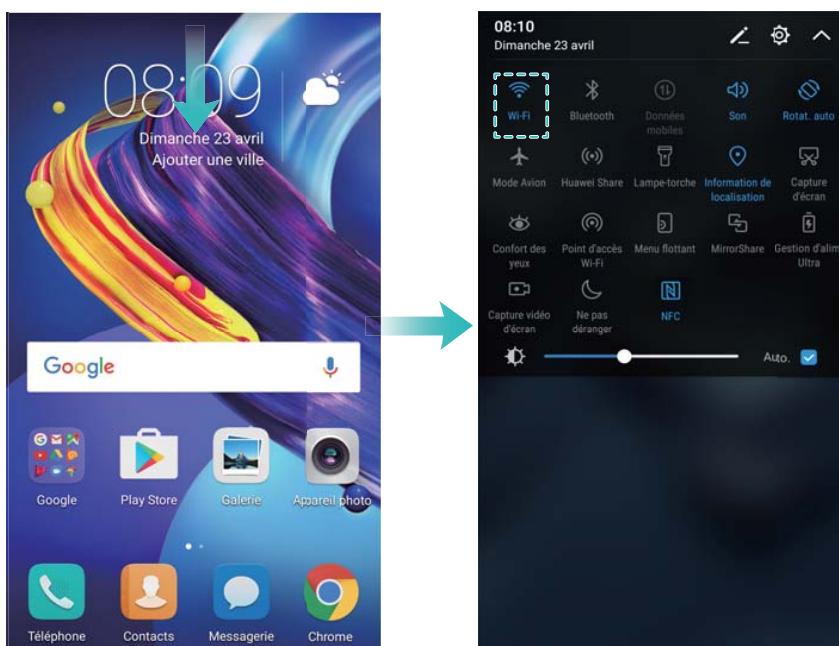 08:09
Dimanche 23 avril
Ajouter une ville
Google
Google
Play Store
Galerie
Appareil photo
Téléphone
Contacts
Messagerie
Chrome
08:10
Dimanche 23 avril
Wi-Fi
Bluetooth
Données
mobiles
Son
Rotat. auto
Mode Avion
Huawei Share
Lampe-torche
Information de
localisation
Capture
d'écran
Confort des
yeux
Point d'accès
Wi-Fi
Menu flottant
MirrorShare
Gestion d'alim
Ultra
Capture vidéo
d'écran
Ne pas
déranger
NFC
Auto.